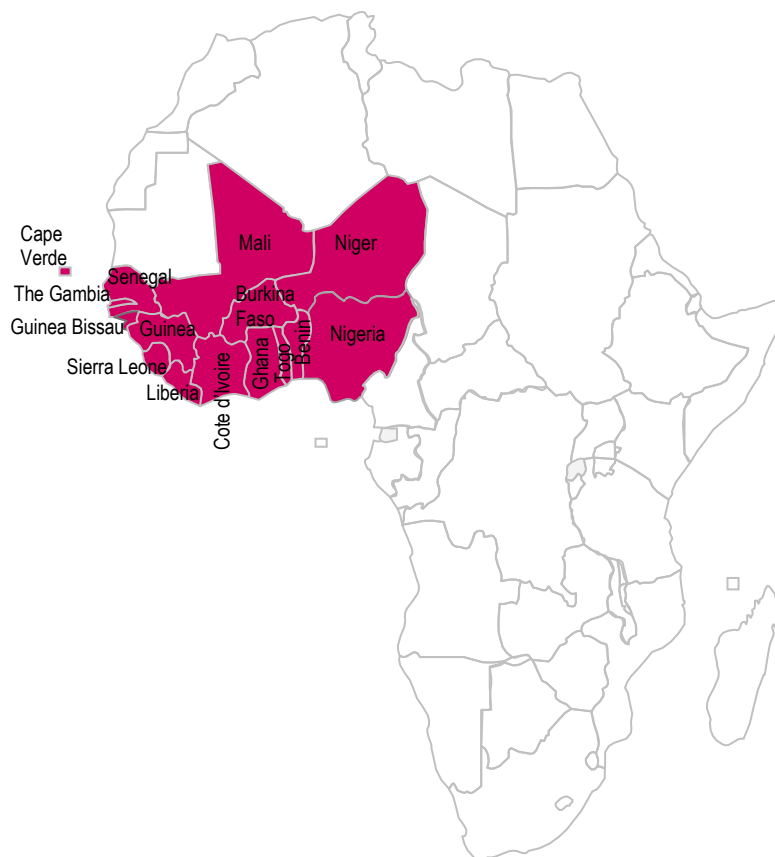 Cape
Verde
Mali
Niger
Senegal
The Gambia
Burkina
Faso
Guinea Bissau
Guinea
Nigeria
Benin
Togo
Ghana
Cote d'Ivoire
Sierra Leone
Liberia